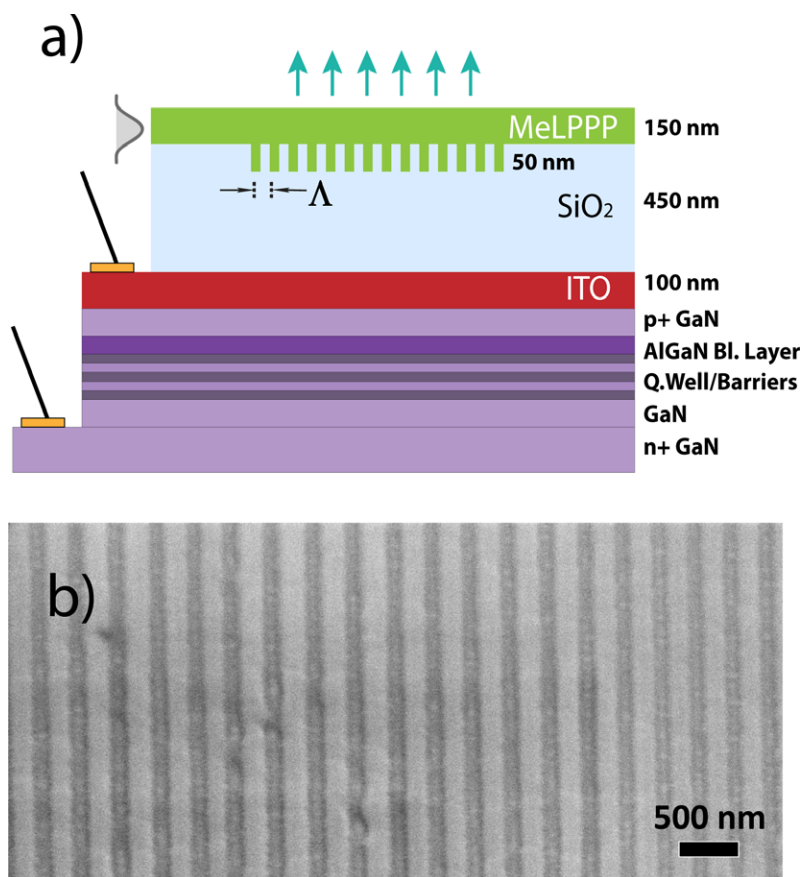 a)
MeLPPP 150 nm
50 nm
Λ
SiO₂ 450 nm
ITO 100 nm
p+ GaN
AlGaN Bl. Layer
Q.Well/Barriers
GaN
n+ GaN
b)
500 nm